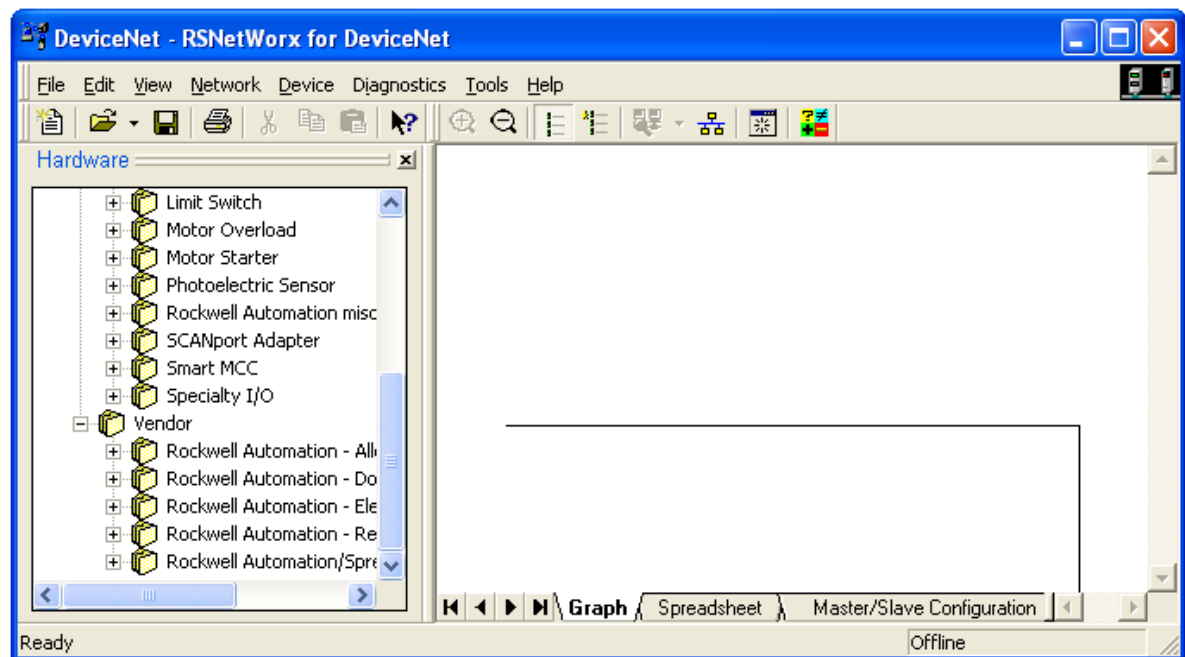 DeviceNet - RSNetWorx for DeviceNet
File Edit View Network Device Diagnostics Tools Help
Hardware
Limit Switch
Motor Overload
Motor Starter
Photoelectric Sensor
Rockwell Automation misc
SCANport Adapter
Smart MCC
Specialty I/O
Vendor
Rockwell Automation - All
Rockwell Automation - Do
Rockwell Automation - Ele
Rockwell Automation - Re
Rockwell Automation/Spre
Graph Spreadsheet Master/Slave Configuration
Ready Offline